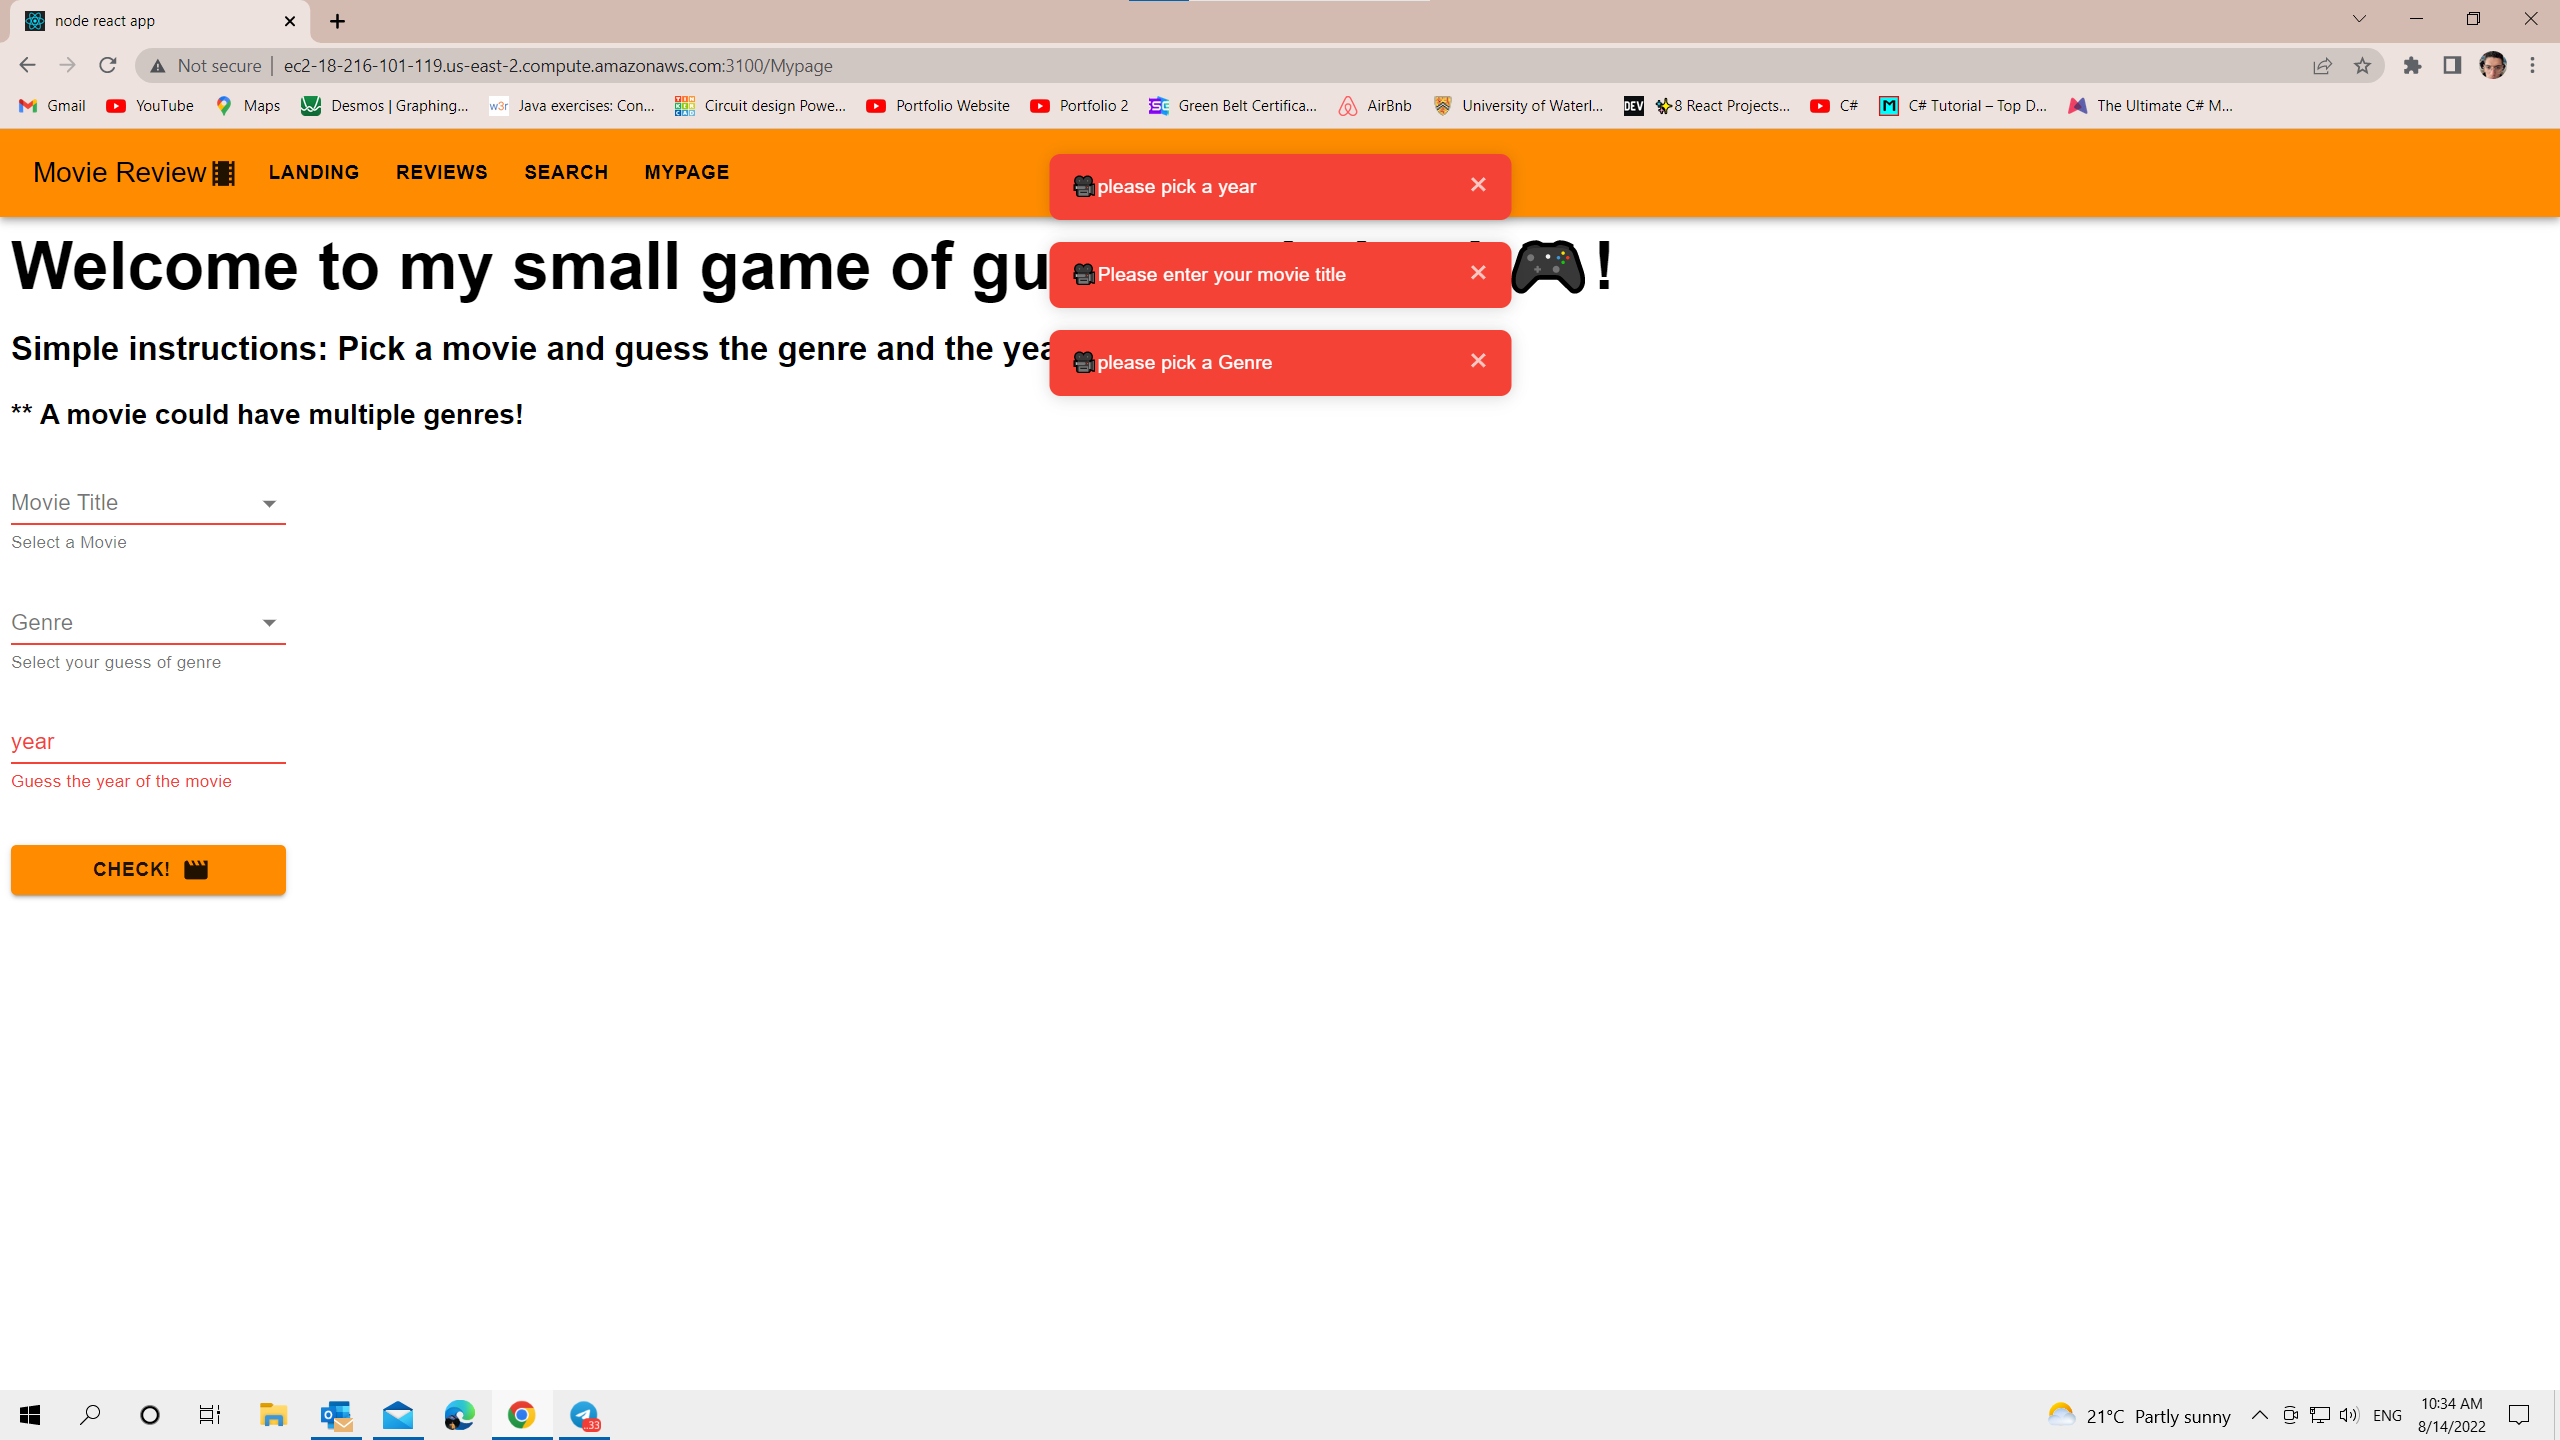 node react app
Not secure | ec2-18-216-101-119.us-east-2.compute.amazonaws.com:3100/Mypage
Gmail YouTube Maps Desmos | Graphing... w3r Java exercises: Con... Circuit design Powe... Portfolio Website Portfolio 2 Green Belt Certifica... AirBnb University of Waterl... DEV 8 React Projects... C# M C# Tutorial – Top D... The Ultimate C# M...
Movie Review LANDING REVIEWS SEARCH MYPAGE
please pick a year
Welcome to my small game of gu !
Please enter your movie title
Simple instructions: Pick a movie and guess the genre and the yea
please pick a Genre
** A movie could have multiple genres!
Movie Title
Select a Movie
Genre
Select your guess of genre
year
Guess the year of the movie
CHECK!
.33
21°C Partly sunny ENG
10:34 AM
8/14/2022